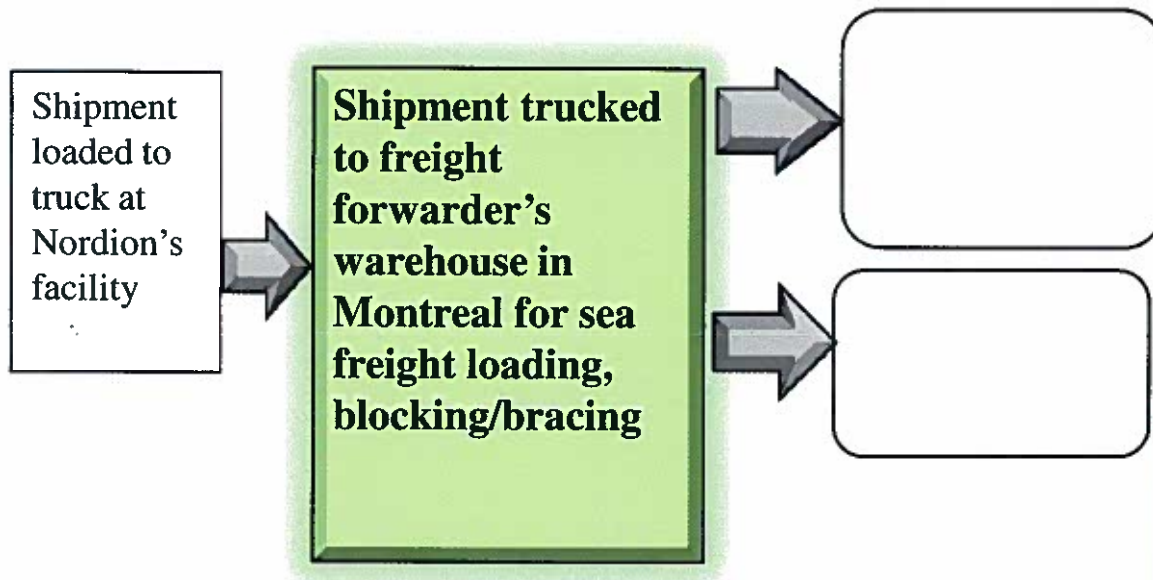 Shipment
loaded to
truck at
Nordion's
facility
Shipment trucked
to freight
forwarder's
warehouse in
Montreal for sea
freight loading,
blocking/bracing